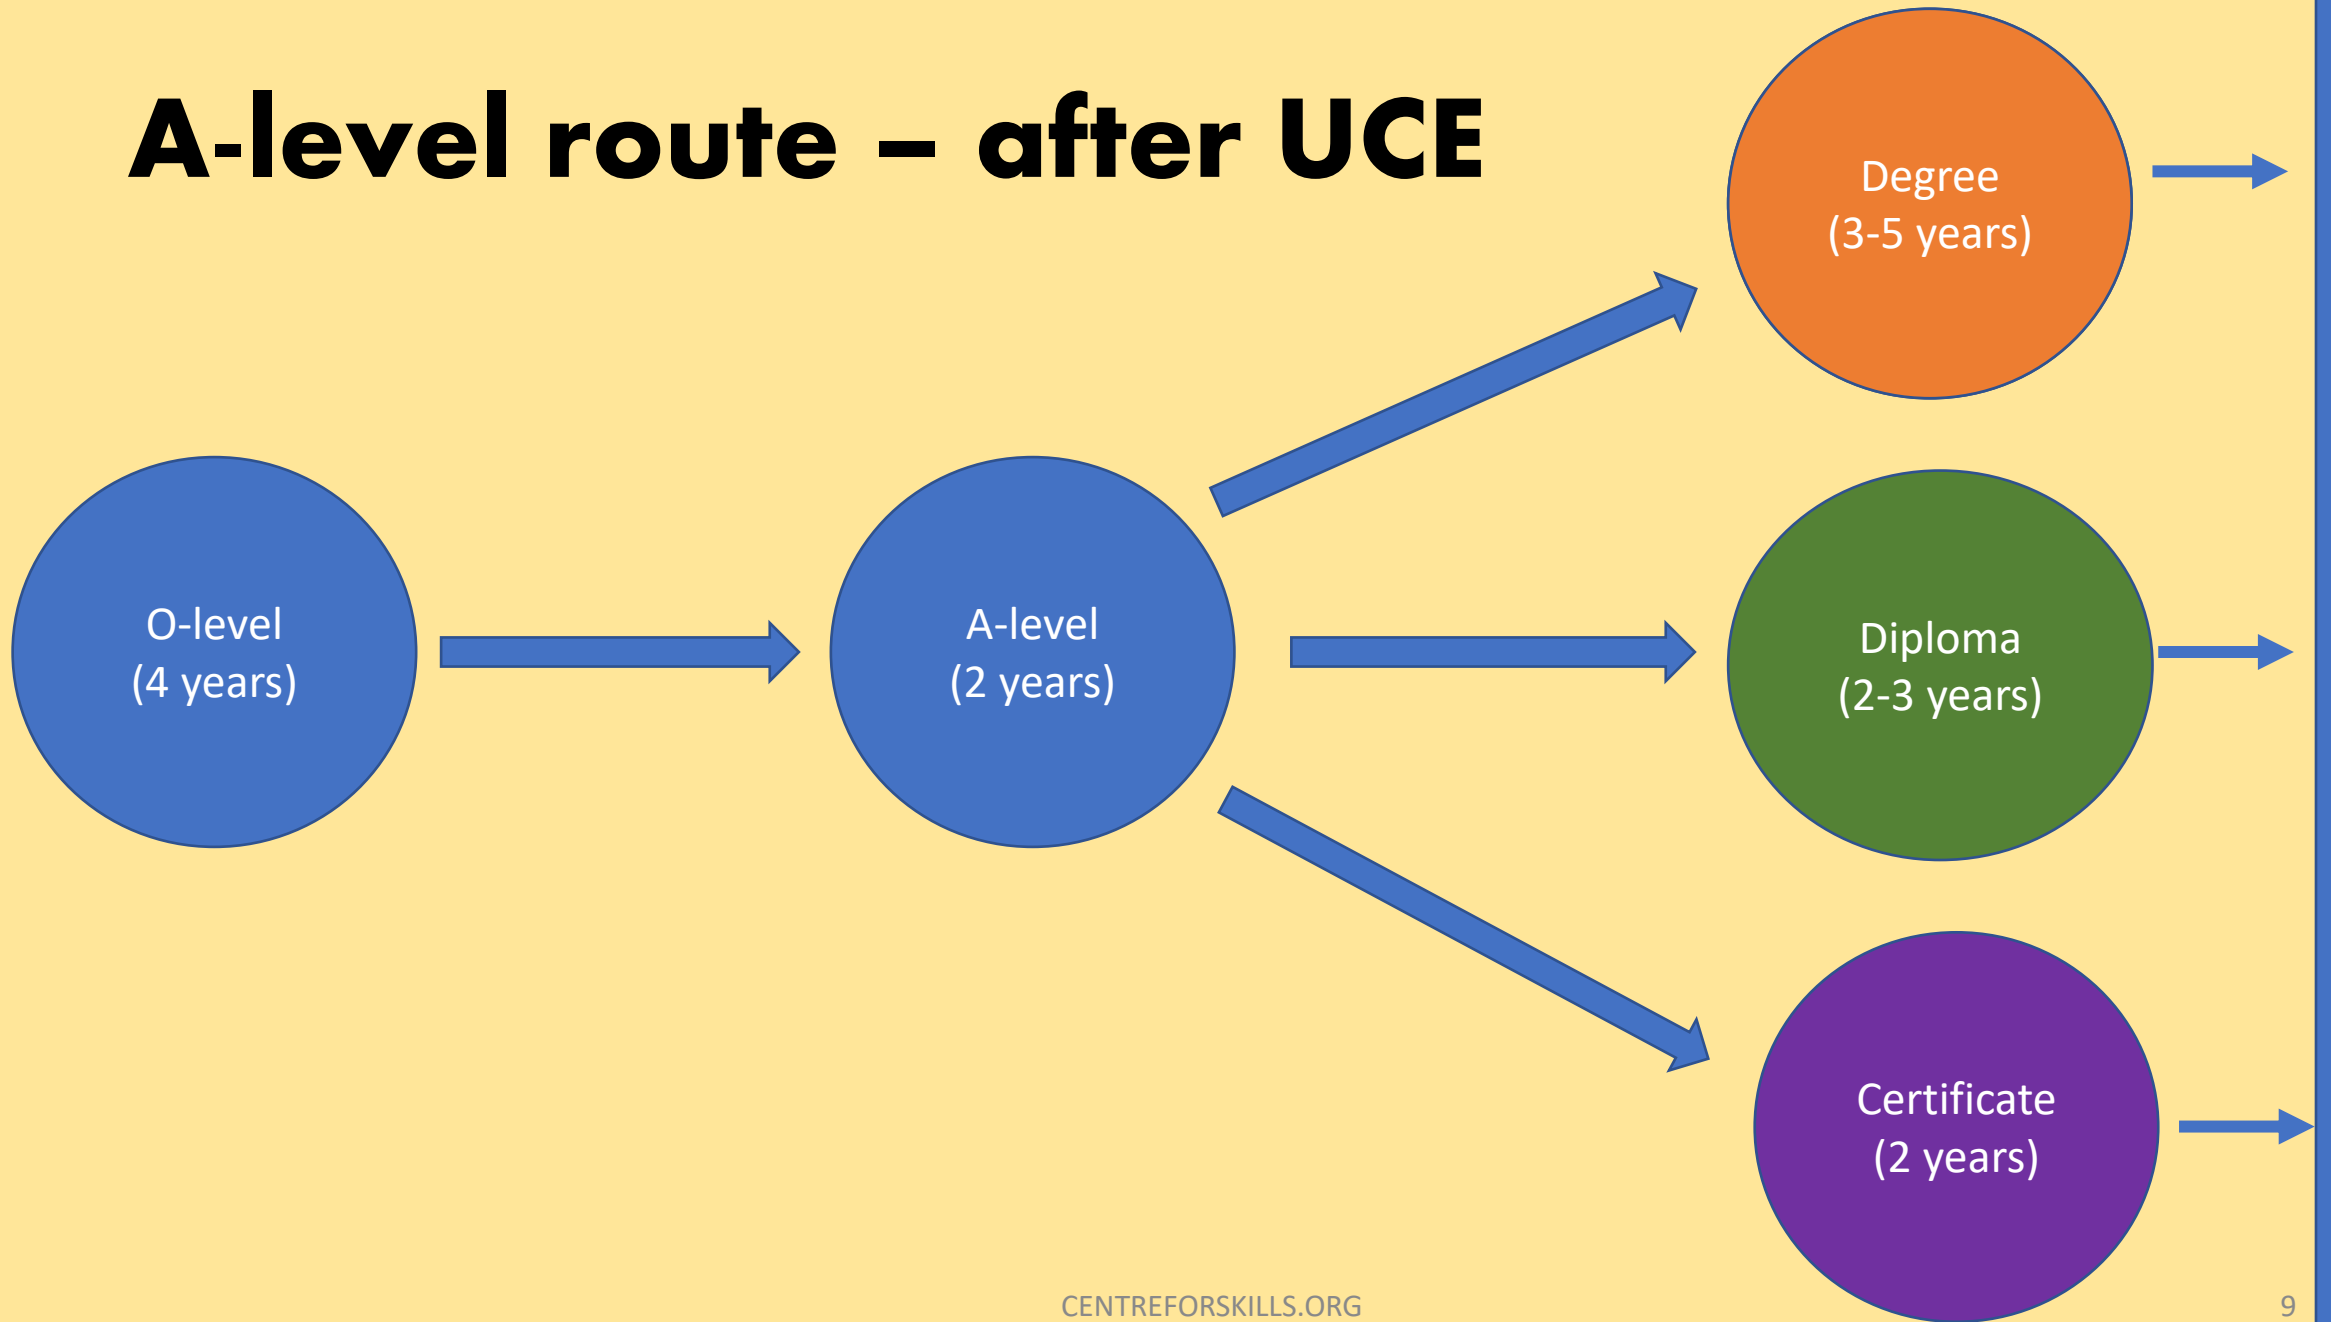 A-level route – after UCE
Degree
(3-5 years)
O-level
(4 years)
A-level
(2 years)
Diploma
(2-3 years)
Certificate
(2 years)
CENTREFORSKILLS.ORG
9